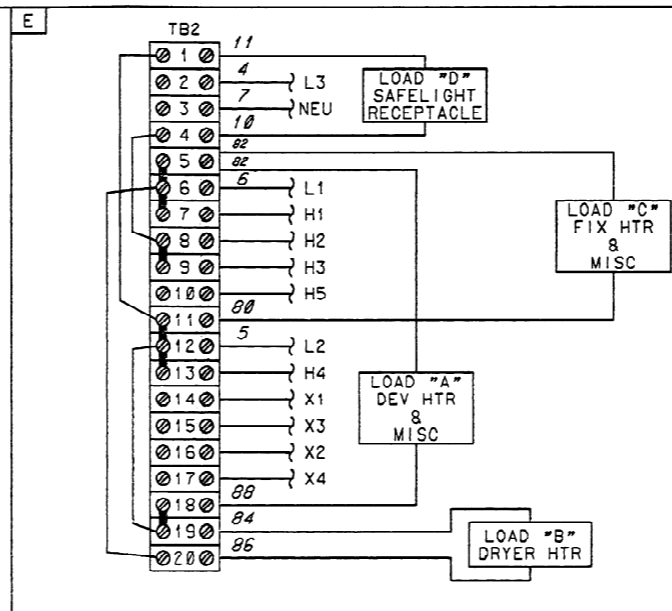 E
TB2
1 11
2 4 L3
3 7 NEU
4 10
82
5 82
6 6 L1
7 H1
8 H2
9 H3
10 H5
11 80
12 5 L2
13 H4
14 X1
15 X3
16 X2
17 X4
18 88
19 84
20 86
LOAD "D"
SAFELIGHT
RECEPTACLE
LOAD "C"
FIX HTR
&
MISC
LOAD "A"
DEV HTR
&
MISC
LOAD "B"
DRYER HTR